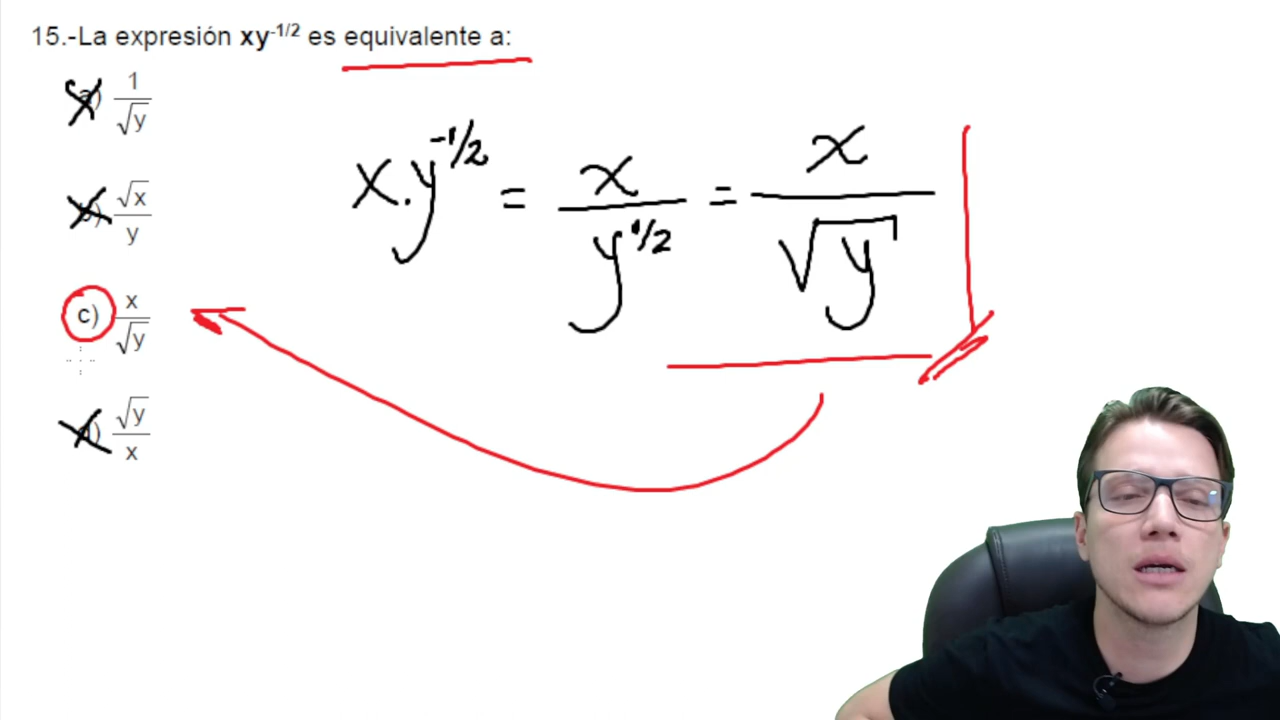 15.-La expresión xy^-1/2 es equivalente a:
a) 1/√y
b) √x/y
c) x/√y
d) √y/x
x.y^-1/2 = x/y^1/2 = x/√y